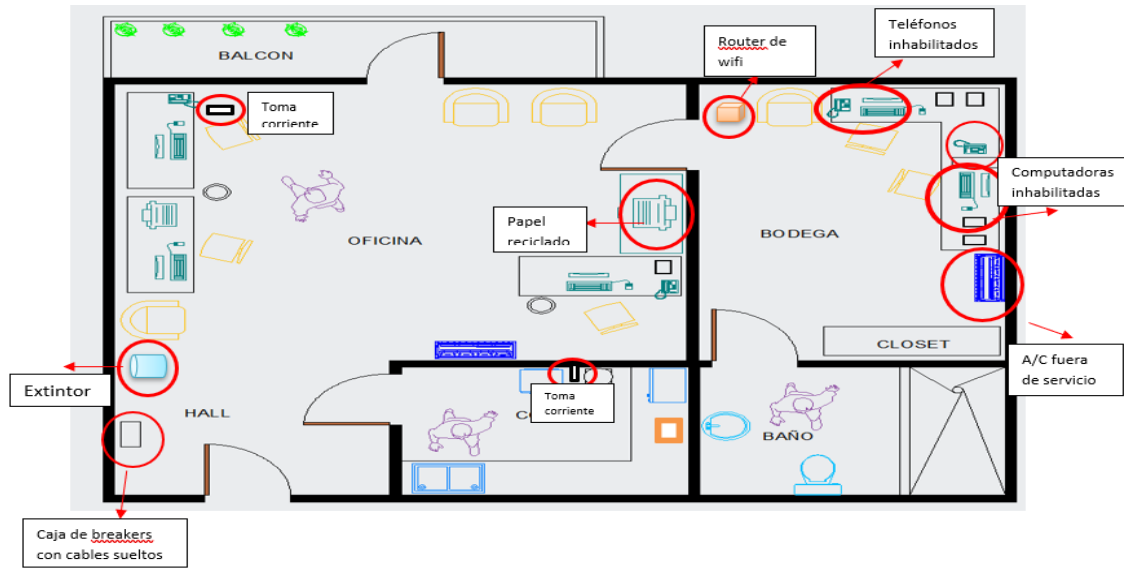 BALCON
Router de
wifi
Teléfonos
inhabilitados
Toma
corriente
Computadoras
inhabilitadas
Papel
reciclado
OFICINA
BODEGA
CLOSET
A/C fuera
de servicio
Extintor
HALL
Toma
corriente
BAÑO
Caja de breakers
con cables sueltos